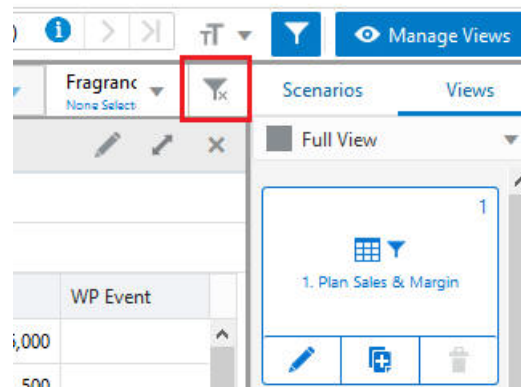 )
Manage Views
Fragranc
None Select
Scenarios
Views
Full View
1
1. Plan Sales & Margin
WP Event
,000
500